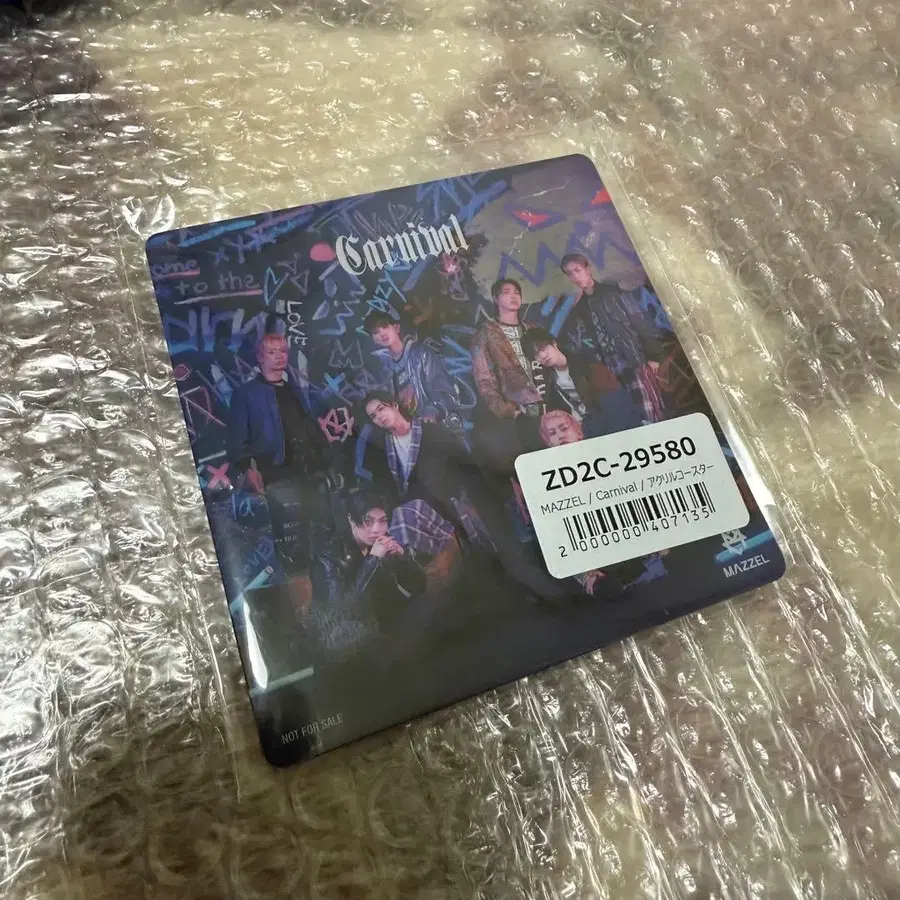 Carnival
ome
to the
LOVE
ZD2C-29580
MAZZEL / Carnival / アクリルコースター
2 000000 407135
MAZZEL
NOT FOR SALE